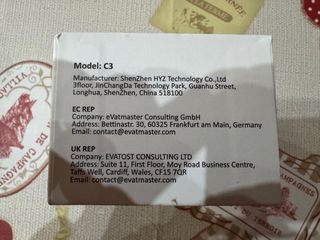 Model: C3
Manufacturer: ShenZhen HYZ Technology Co.,Ltd
3floor, JinChangDa Technology Park, Guanhu Street,
Longhua, ShenZhen, China 518100
EC REP
Company: eVatmaster Consulting GmbH
Address: Bettinastr. 30, 60325 Frankfurt am Main, Germany
Email: contact@evatmaster.com
UK REP
Company: EVATOST CONSULTING LTD
Address: Suite 11, First Floor, Moy Road Business Centre,
Taffs Well, Cardiff, Wales, CF15 7QR
Email: contact@evatmaster.com
DE CAMPAGNE